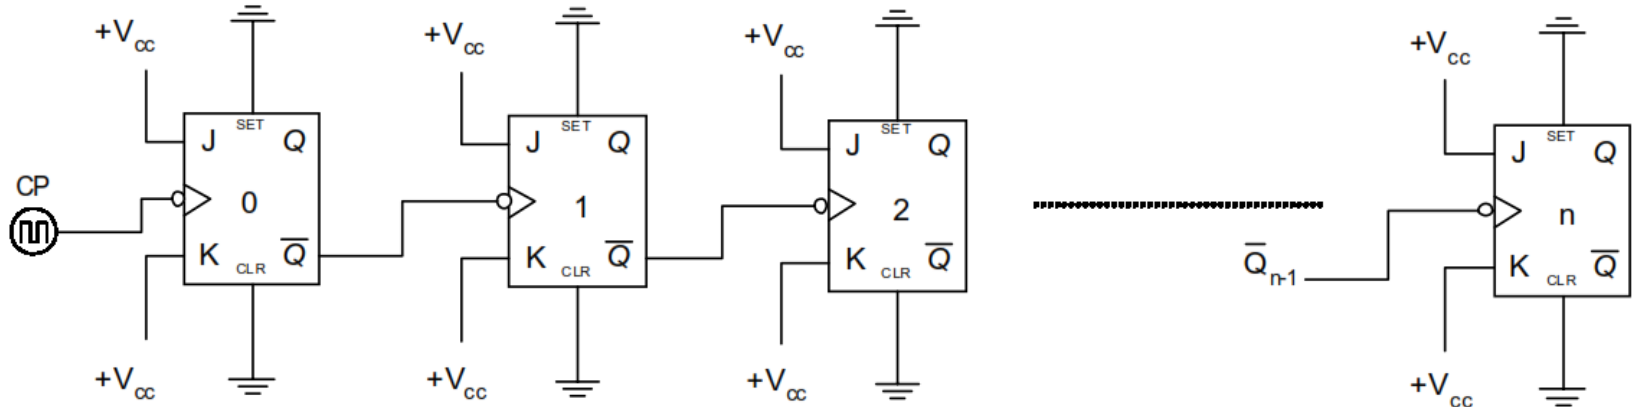 +Vcc +Vcc +Vcc +Vcc
SET SET SET SET
J Q J Q J Q J Q
CP
0 1 2 n
K Q̅ K Q̅ K Q̅ Q̅n-1 K Q̅
CLR CLR CLR CLR
+Vcc +Vcc +Vcc +Vcc